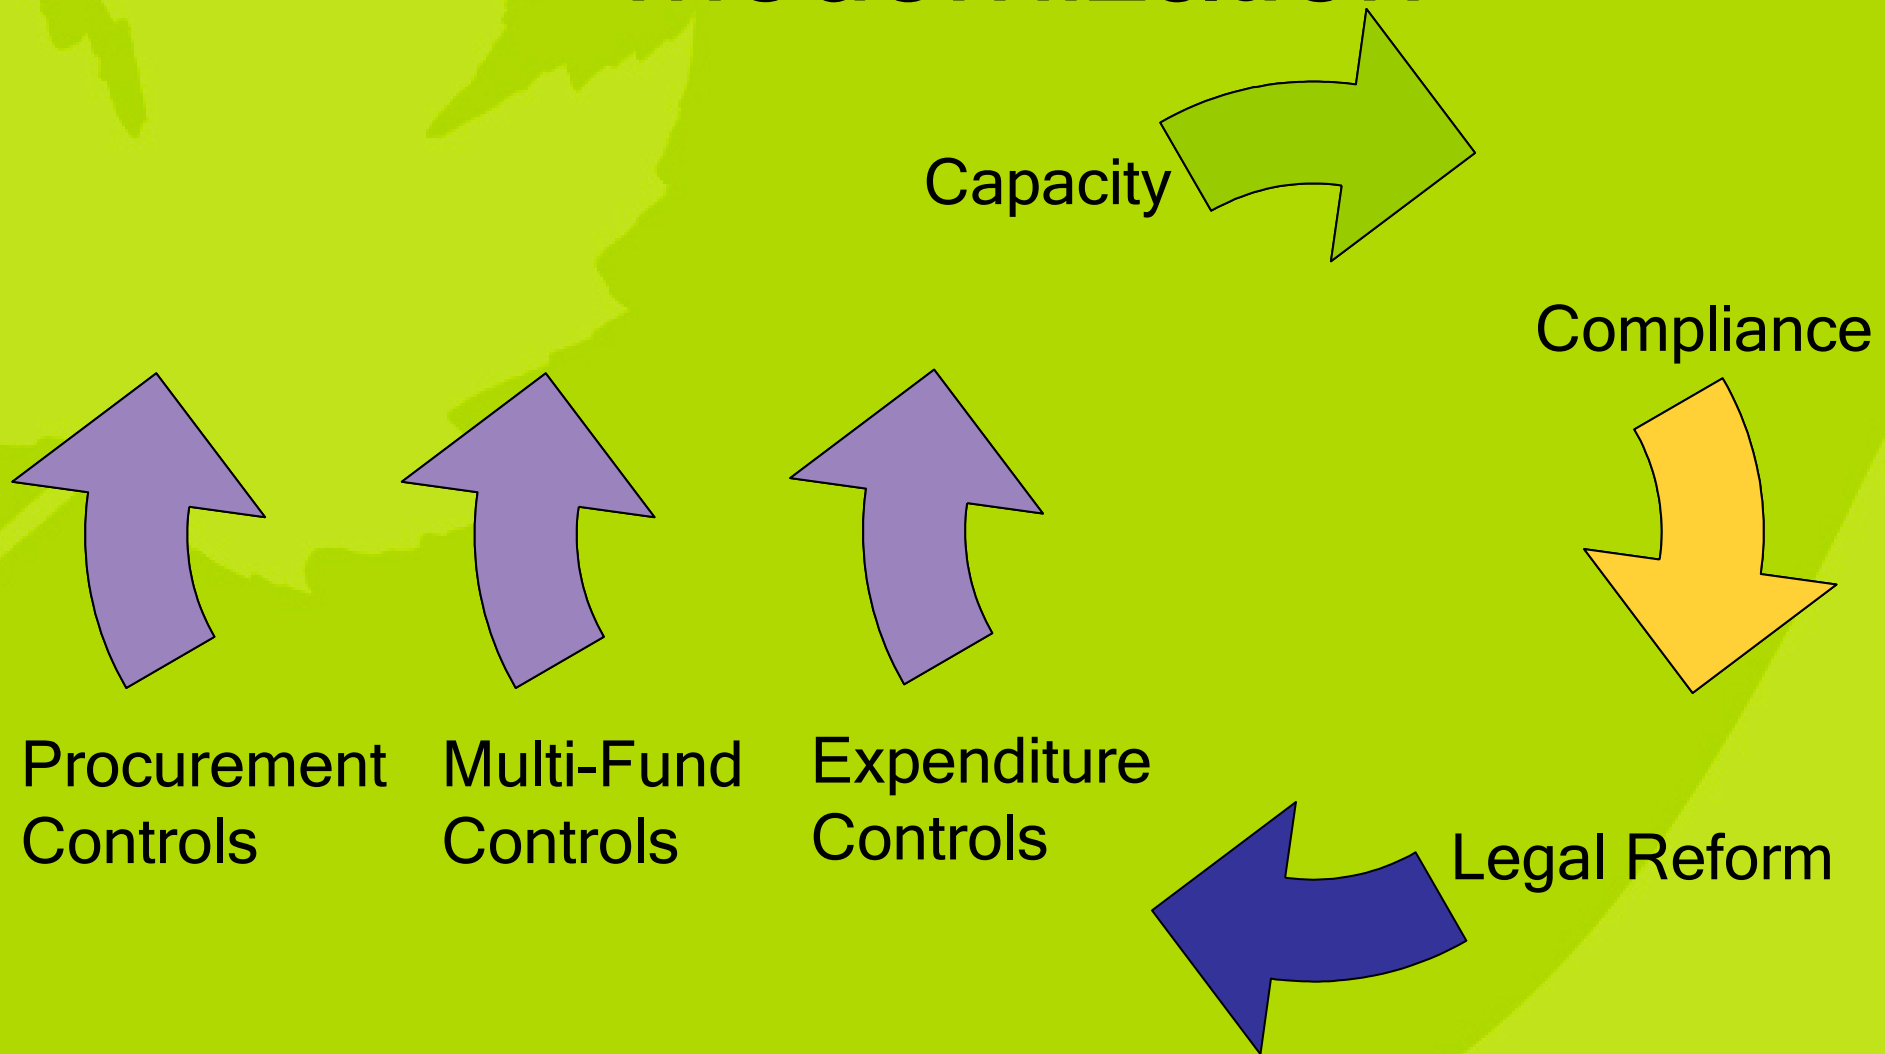 Capacity
Compliance
Procurement
Controls
Multi-Fund
Controls
Expenditure
Controls
Legal Reform